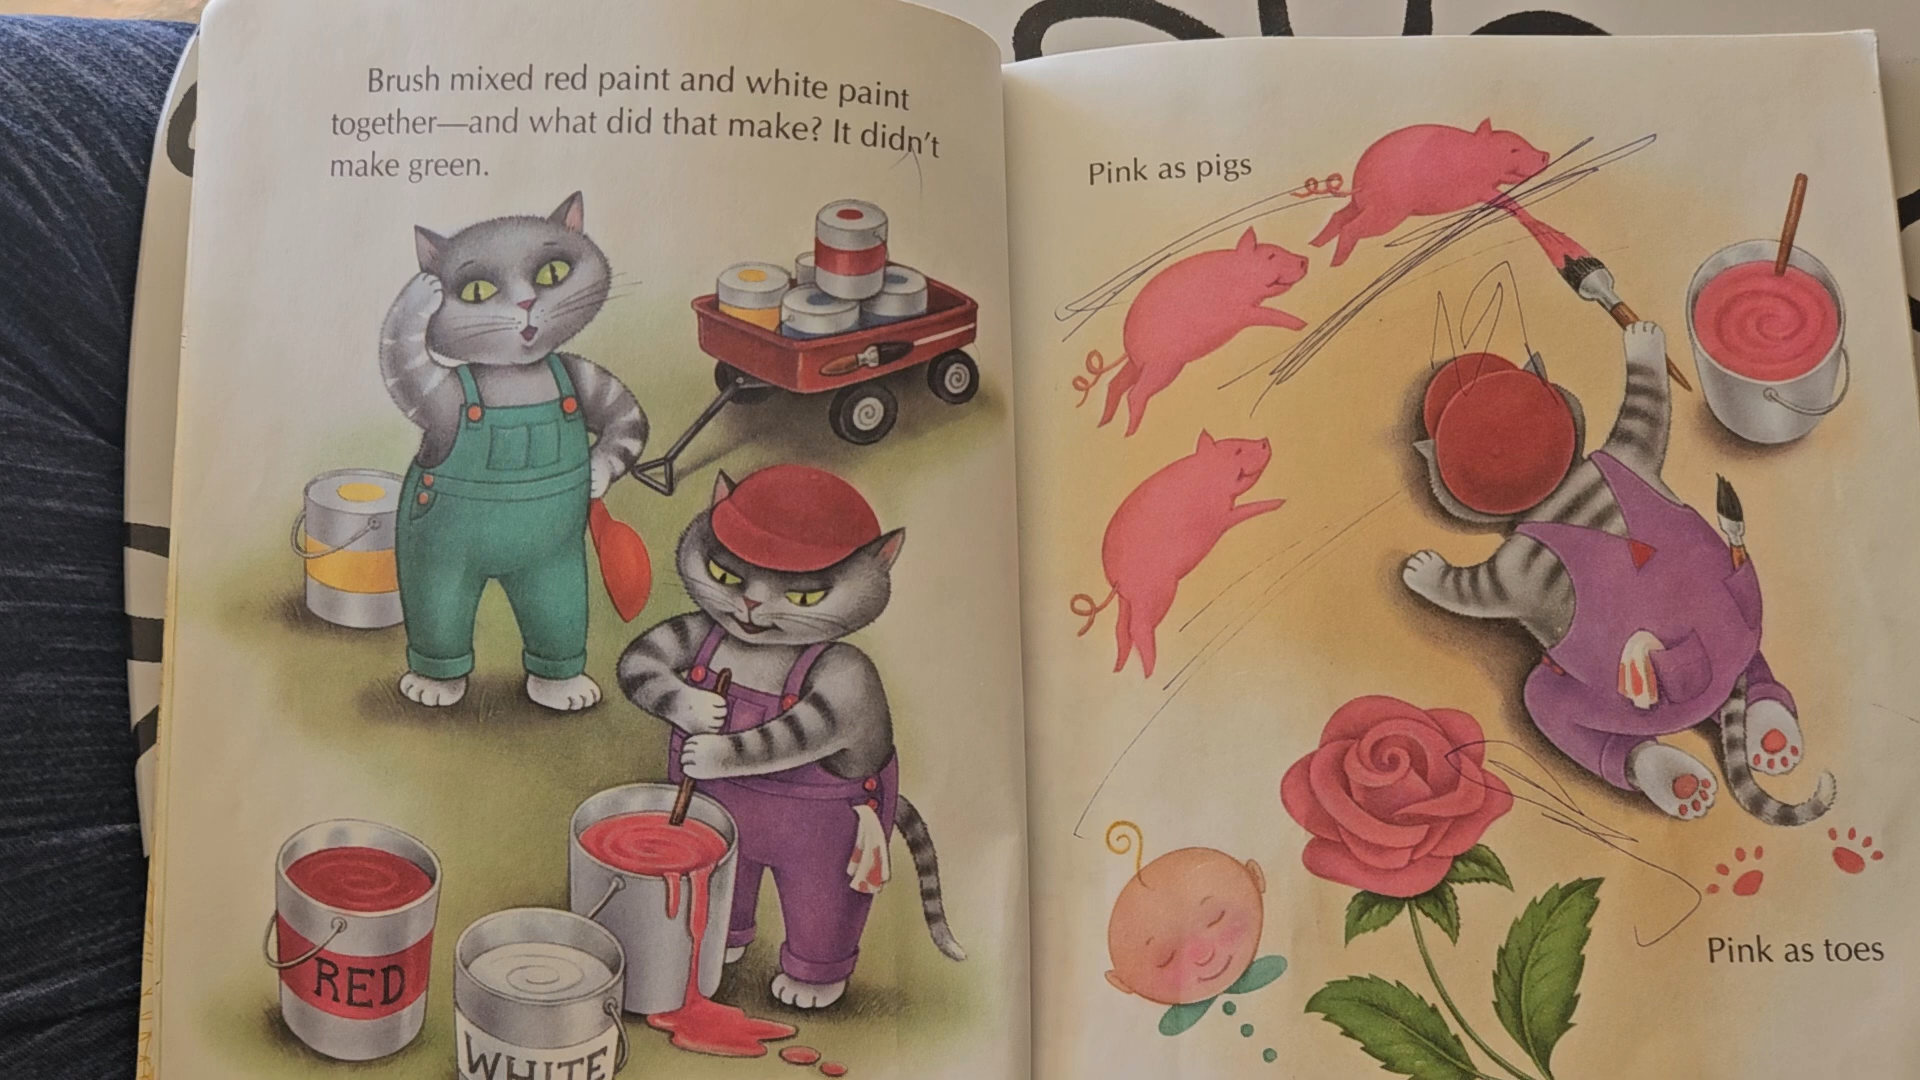 Brush mixed red paint and white paint
together—and what did that make? It didn't
make green.
RED
WHITE
Pink as pigs
Pink as toes